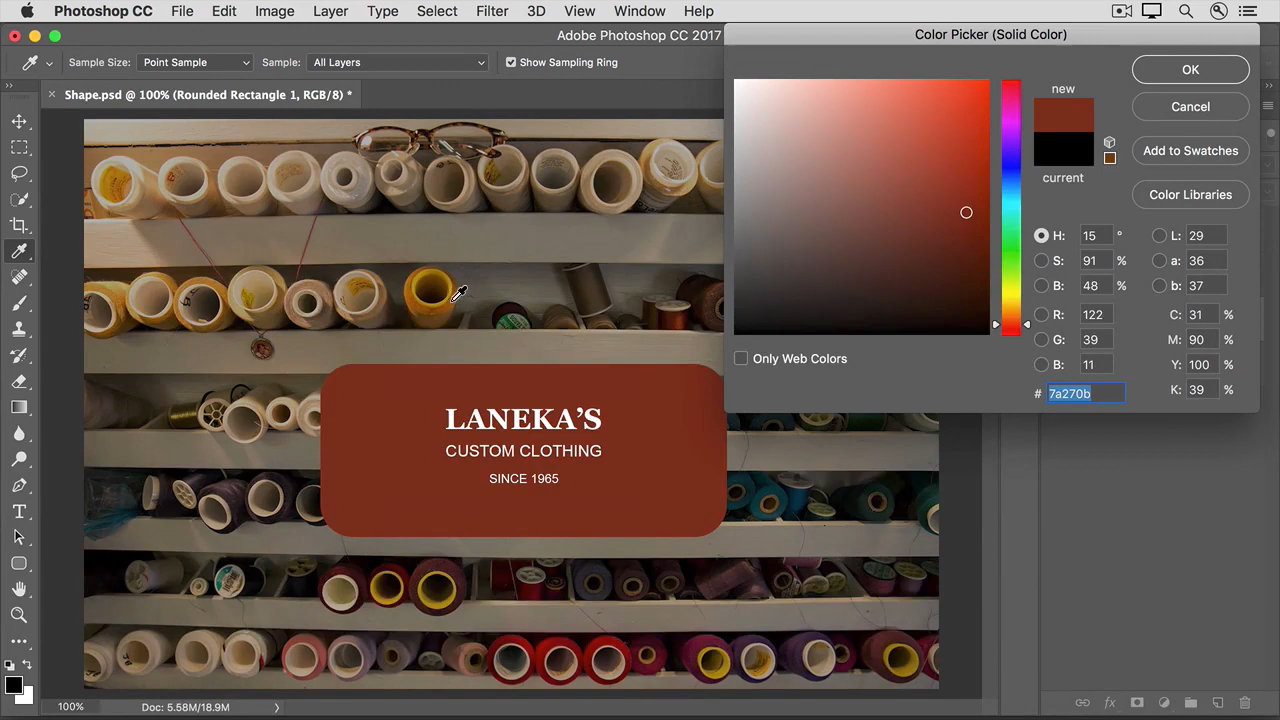 Photoshop CC File Edit Image Layer Type Select Filter 3D View Window Help
Adobe Photoshop CC 2017
Color Picker (Solid Color)
Sample Size: Point Sample Sample: All Layers Show Sampling Ring
× Shape.psd @ 100% (Rounded Rectangle 1, RGB/8) *
new
current
OK
Cancel
Add to Swatches
Color Libraries
H: 15 °
S: 91 %
B: 48 %
R: 122
G: 39
B: 11
# 7a270b
L: 29
a: 36
b: 37
C: 31 %
M: 90 %
Y: 100 %
K: 39 %
Only Web Colors
LANEKA’S
CUSTOM CLOTHING
SINCE 1965
100% Doc: 5.58M/18.9M
fx